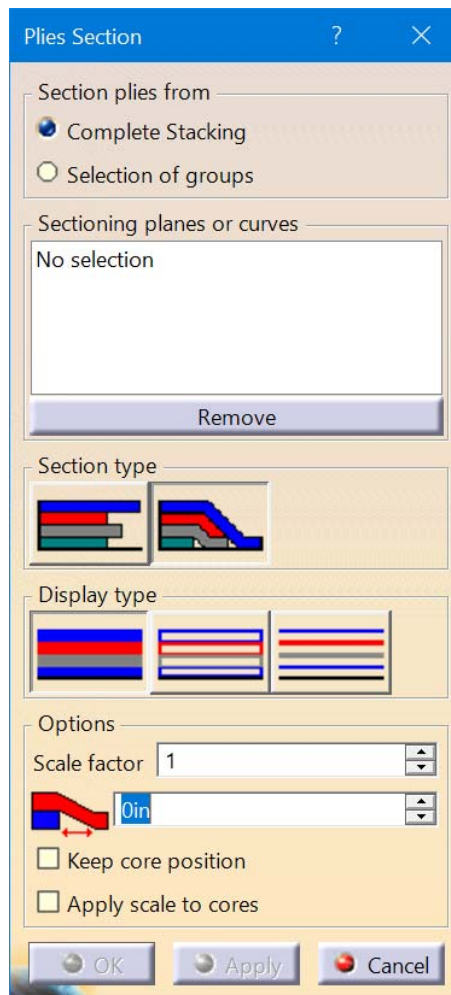 Plies Section ?
Section plies from
Complete Stacking
Selection of groups
Sectioning planes or curves
No selection
Remove
Section type
Display type
Options
Scale factor 1
0in
Keep core position
Apply scale to cores
OK Apply Cancel